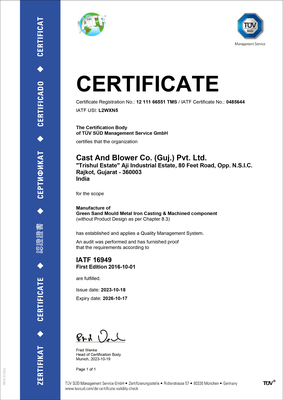 TÜV
SUD
Management Service
CERTIFICATE
Certificate Registration No.: 12 111 66551 TMS / IATF Certificate No.: 0485644
IATF USI: L2WXN5
The Certification Body
of TÜV SÜD Management Service GmbH
certifies that the organization
Cast And Blower Co. (Guj.) Pvt. Ltd.
"Trishul Estate" Aji Industrial Estate, 80 Feet Road, Opp. N.S.I.C.
Rajkot, Gujarat - 360003
India
for the scope
Manufacture of
Green Sand Mould Metal Iron Casting & Machined component
(without Product Design as per Chapter 8.3)
has established and applies a Quality Management System.
An audit was performed and has furnished proof
that the requirements according to
IATF 16949
First Edition 2016-10-01
are fulfilled.
Issue date: 2023-10-18
Expiry date: 2026-10-17
Fred Wenke
Head of Certification Body
Munich, 2023-10-19
Page 1 of 1
TÜV SÜD Management Service GmbH • Zertifizierungsstelle • Ridlerstrasse 57 • 80339 München • Germany
www.tuvsud.com/de-certificate-validity-check
TÜV®
ZERTIFIKAT ◆ CERTIFICATE ◆ 認證證書 ◆ СЕРТИФИКАТ ◆ CERTIFICADO ◆ CERTIFICAT